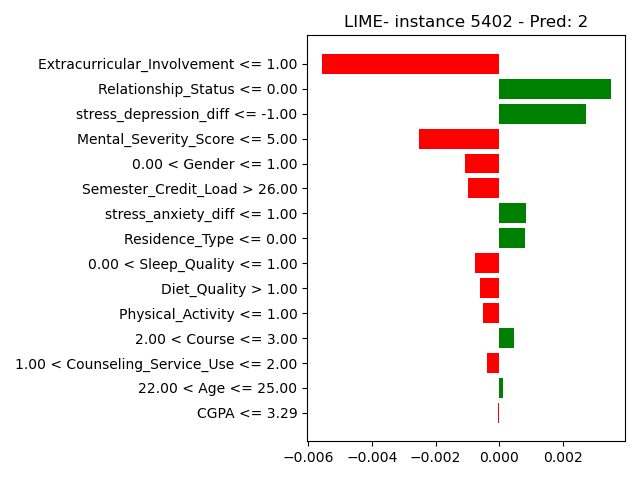 LIME- instance 5402 - Pred: 2
Extracurricular_Involvement <= 1.00
Relationship_Status <= 0.00
stress_depression_diff <= -1.00
Mental_Severity_Score <= 5.00
0.00 < Gender <= 1.00
Semester_Credit_Load > 26.00
stress_anxiety_diff <= 1.00
Residence_Type <= 0.00
0.00 < Sleep_Quality <= 1.00
Diet_Quality > 1.00
Physical_Activity <= 1.00
2.00 < Course <= 3.00
1.00 < Counseling_Service_Use <= 2.00
22.00 < Age <= 25.00
CGPA <= 3.29
−0.006 −0.004 −0.002 0.000 0.002